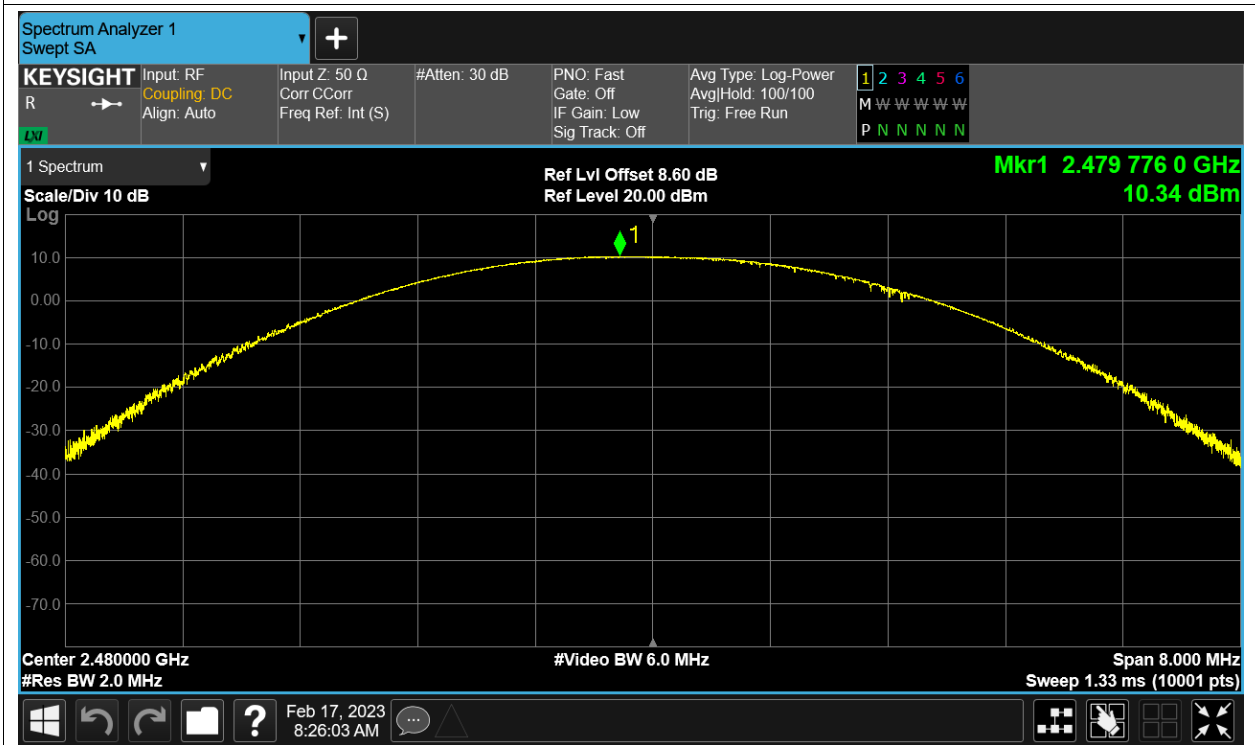 Spectrum Analyzer 1
Swept SA
KEYSIGHT
R
LXI
Input: RF
Coupling: DC
Align: Auto
Input Z: 50 Ω
Corr CCorr
Freq Ref: Int (S)
#Atten: 30 dB
PNO: Fast
Gate: Off
IF Gain: Low
Sig Track: Off
Avg Type: Log-Power
Avg|Hold: 100/100
Trig: Free Run
1 2 3 4 5 6
M W W W W W
P N N N N N
1 Spectrum
Scale/Div 10 dB
Log
Ref Lvl Offset 8.60 dB
Ref Level 20.00 dBm
Mkr1 2.479 776 0 GHz
10.34 dBm
1
10.0
0.00
-10.0
-20.0
-30.0
-40.0
-50.0
-60.0
-70.0
Center 2.480000 GHz
#Res BW 2.0 MHz
#Video BW 6.0 MHz
Span 8.000 MHz
Sweep 1.33 ms (10001 pts)
?
Feb 17, 2023
8:26:03 AM